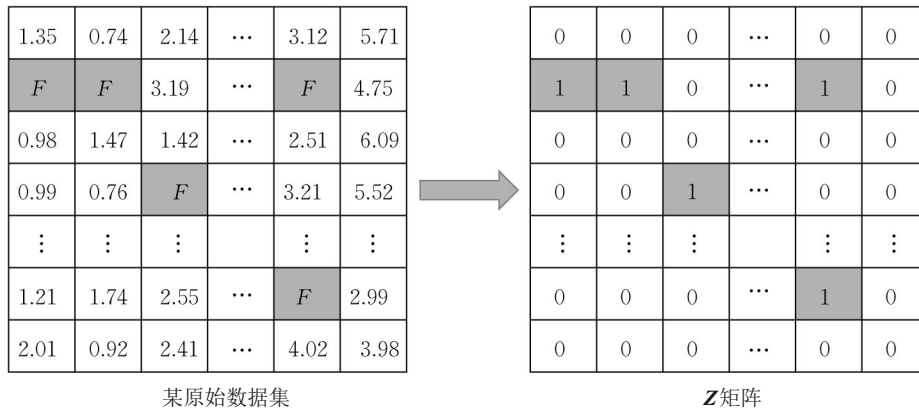 1.35 0.74 2.14 ··· 3.12 5.71
F F 3.19 ··· F 4.75
0.98 1.47 1.42 ··· 2.51 6.09
0.99 0.76 F ··· 3.21 5.52
⋮ ⋮ ⋮ ⋮ ⋮
1.21 1.74 2.55 ··· F 2.99
2.01 0.92 2.41 ··· 4.02 3.98
某原始数据集
0 0 0 ··· 0 0
1 1 0 ··· 1 0
0 0 0 ··· 0 0
0 0 1 ··· 0 0
⋮ ⋮ ⋮ ⋮ ⋮
0 0 0 ··· 1 0
0 0 0 ··· 0 0
Z矩阵